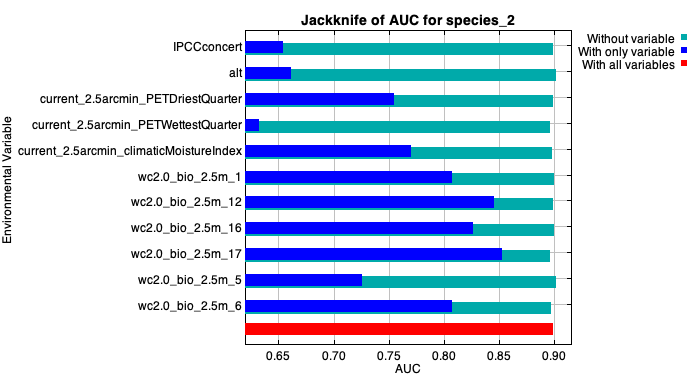 Jackknife of AUC for species_2
Without variable
With only variable
With all variables
Environmental Variable
IPCCconcert
alt
current_2.5arcmin_PETDriestQuarter
current_2.5arcmin_PETWettestQuarter
current_2.5arcmin_climaticMoistureIndex
wc2.0_bio_2.5m_1
wc2.0_bio_2.5m_12
wc2.0_bio_2.5m_16
wc2.0_bio_2.5m_17
wc2.0_bio_2.5m_5
wc2.0_bio_2.5m_6
0.65 0.70 0.75 0.80 0.85 0.90
AUC